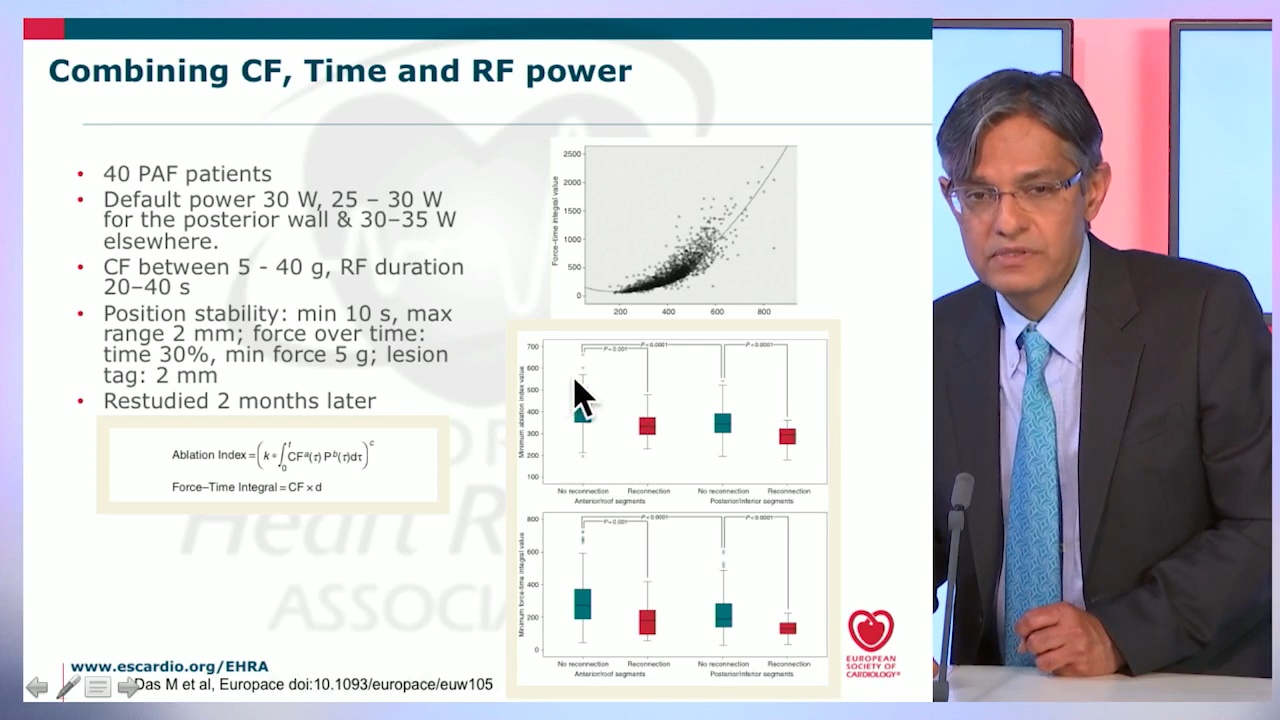 Combining CF, Time and RF power
• 40 PAF patients
• Default power 30 W, 25 – 30 W
for the posterior wall & 30–35 W
elsewhere.
• CF between 5 - 40 g, RF duration
20–40 s
• Position stability: min 10 s, max
range 2 mm; force over time:
time 30%, min force 5 g; lesion
tag: 2 mm
• Restudied 2 months later
Ablation Index = (k * ∫₀ᵗ CFᵃ(τ) Pᵇ(τ)dτ)ᶜ
Force–Time Integral = CF × d
Force–time integral value
2500
2000
1500
1000
500
0
200 400 600 800
Minimum ablation index value
700
600
500
400
300
200
100
P = 0.001 P < 0.0001 P < 0.0001
No reconnection Reconnection No reconnection Reconnection
Anterior/roof segments Posterior/inferior segments
Minimum force–time integral value
800
600
400
200
0
P = 0.001 P < 0.0001 P < 0.0001
No reconnection Reconnection No reconnection Reconnection
Anterior/roof segments Posterior/inferior segments
Heart R
ASSOCI
www.escardio.org/EHRA
Das M et al, Europace doi:10.1093/europace/euw105
EUROPEAN
SOCIETY OF
CARDIOLOGY®